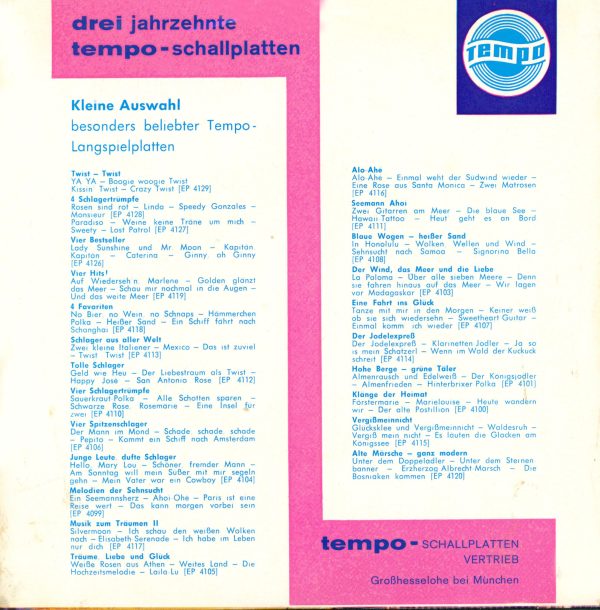 drei jahrzehnte
tempo-schallplatten
Tempo
Kleine Auswahl
besonders beliebter Tempo-
Langspielplatten
Twist – Twist
YA YA – Boogie woogie Twist
Kissin Twist – Crazy Twist [EP 4129]
4 Schlagertrümpfe
Rosen sind rot – Linda – Speedy Gonzales –
Monsieur [EP 4128]
Paradiso – Weine keine Träne um mich –
Sweety – Lost Patrol [EP 4127]
Vier Bestseller
Lady Sunshine und Mr Moon – Kapitän
Kapitän – Caterina – Ginny oh Ginny
[EP 4126]
Vier Hits!
Auf Wiedersehn Marlene – Golden glänzt
das Meer – Schau mir nochmal in die Augen –
Und das weite Meer [EP 4119]
4 Favoriten
No Bier, no Wein, no Schnaps – Hämmerchen
Polka – Heißer Sand – Ein Schiff fährt nach
Schanghai [EP 4118]
Schlager aus aller Welt
Zwei kleine Italiener – Mexico – Das ist zuviel
– Twist Twist [EP 4113]
Tolle Schlager
Geld wie Heu – Der Liebestraum als Twist –
Happy Jose – San Antonio Rose [EP 4112]
Vier Schlagertrümpfe
Sauerkraut Polka – Alle Schotten sparen –
Schwarze Rose, Rosemarie – Eine Insel für
zwei [EP 4110]
Vier Spitzenschlager
Der Mann im Mond – Schade, schade, schade
– Pepita – Kommt ein Schiff nach Amsterdam
[EP 4106]
Junge Leute, dufte Schlager
Hello, Mary Lou – Schöner, fremder Mann –
Am Sonntag will mein Süßer mit mir segeln
gehn – Mein Vater war ein Cowboy [EP 4104]
Melodien der Sehnsucht
Ein Seemannsherz – Ahoi Ohe – Paris ist eine
Reise wert – Das kann morgen vorbei sein
[EP 4099]
Musik zum Träumen II
Silvermoon – Ich schau den weißen Wolken
nach – Elisabeth Serenade – Ich habe im Leben
nur dich [EP 4117]
Träume, Liebe und Glück
Weiße Rosen aus Athen – Weites Land – Die
Hochzeitsmelodie – Laila Lu [EP 4105]
Alo Ahe
Alo Ahe – Einmal weht der Südwind wieder –
Eine Rose aus Santa Monica – Zwei Matrosen
[EP 4116]
Seemann Ahoi
Zwei Gitarren am Meer – Die blaue See –
Hawaii Tattoo – Heut' geht es an Bord
[EP 4111]
Blaue Wogen – heißer Sand
In Honolulu – Wolken, Wellen und Wind –
Sehnsucht nach Samoa – Signorina Bella
[EP 4108]
Der Wind, das Meer und die Liebe
La Paloma – Über alle sieben Meere – Denn
sie fahren hinaus auf das Meer – Wir lagen
vor Madagaskar [EP 4103]
Eine Fahrt ins Glück
Tanze mit mir in den Morgen – Keiner weiß
ob sie sich wiedersehn – Sweetheart Guitar –
Einmal komm ich wieder [EP 4107]
Der Jodelexpreß
Der Jodelexpreß – Klarinetten Jodler – Ja so
is mein Schatzerl – Wenn im Wald der Kuckuck
schreit [EP 4114]
Hohe Berge – grüne Täler
Almenrausch und Edelweiß – Der Königsjodler
– Almenfrieden – Hinterbrixer Polka [EP 4101]
Klänge der Heimat
Förstermarie – Marielouise – Heute wandern
wir – Der alte Postillion [EP 4100]
Vergißmeinnicht
Glücksklee und Vergißmeinnicht – Waldesruh –
Vergiß mein nicht – Es läuten die Glocken am
Königssee [EP 4115]
Alte Märsche – ganz modern
Unter dem Doppeladler – Unter dem Sternen
banner – Erzherzog Albrecht Marsch – Die
Bosniaken kommen [EP 4120]
tempo-SCHALLPLATTEN
VERTRIEB
Großhesselohe bei München